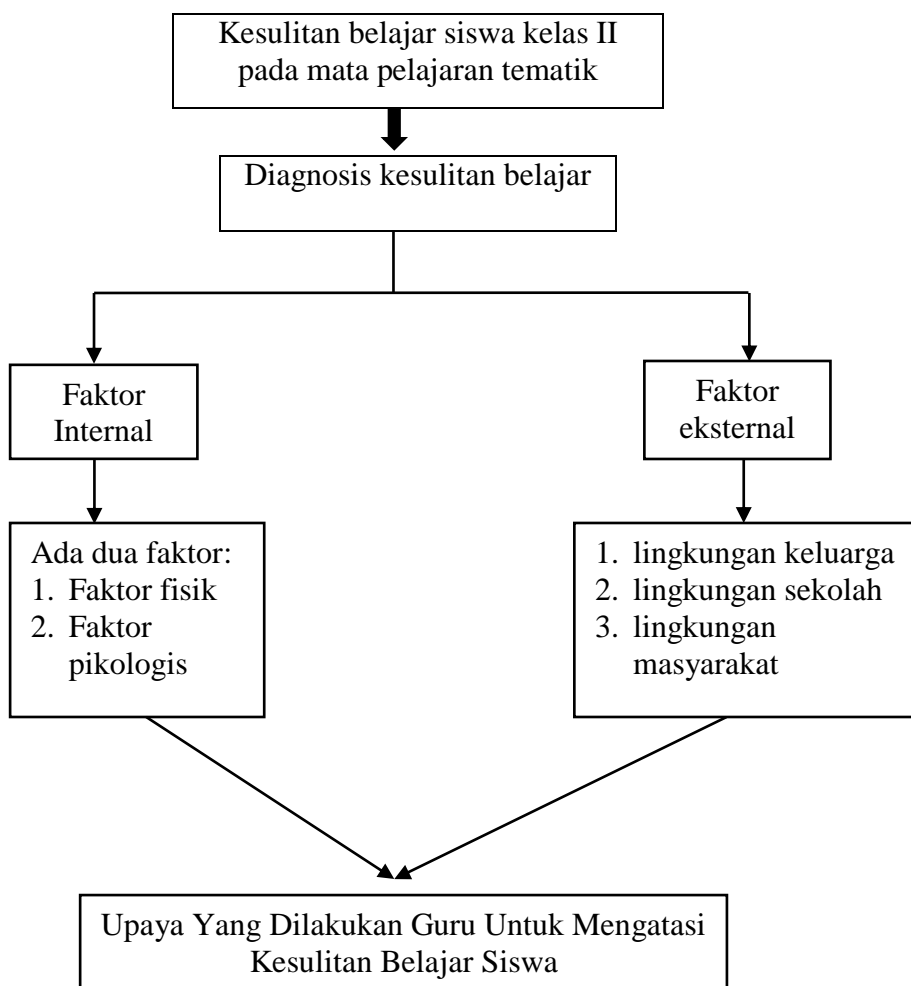 Kesulitan belajar siswa kelas II
pada mata pelajaran tematik
Diagnosis kesulitan belajar
Faktor
Internal
Faktor
eksternal
Ada dua faktor:
1. Faktor fisik
2. Faktor
pikologis
1. lingkungan keluarga
2. lingkungan sekolah
3. lingkungan
masyarakat
Upaya Yang Dilakukan Guru Untuk Mengatasi
Kesulitan Belajar Siswa